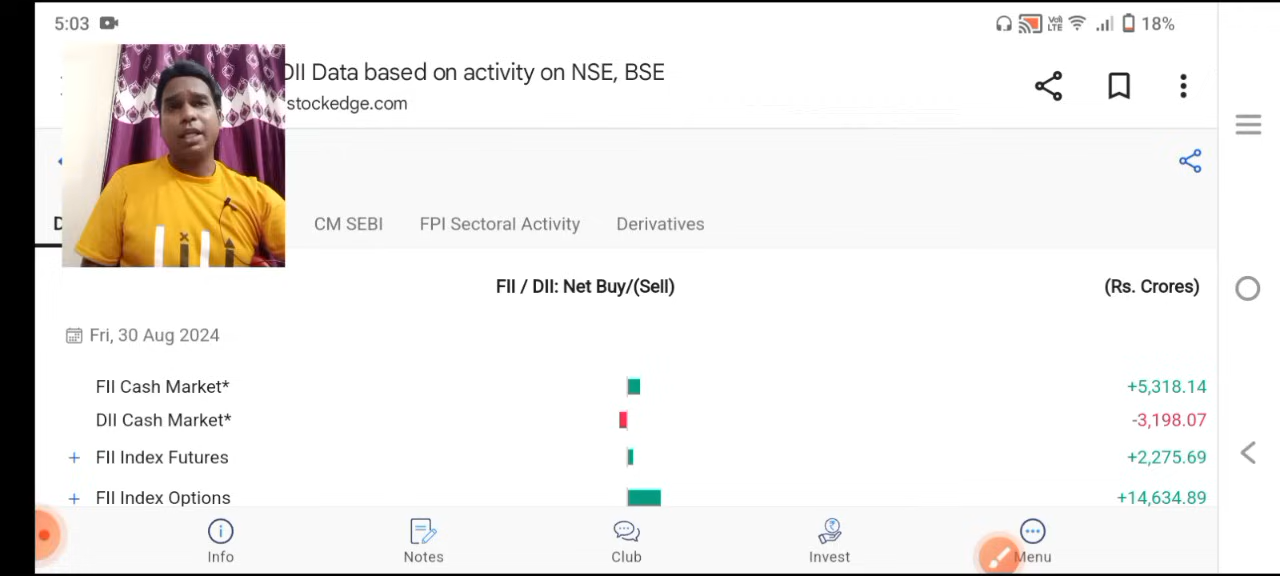 5:03
Vo)) LTE 18%
DII Data based on activity on NSE, BSE
stockedge.com
CM SEBI FPI Sectoral Activity Derivatives
FII / DII: Net Buy/(Sell) (Rs. Crores)
Fri, 30 Aug 2024
FII Cash Market* +5,318.14
DII Cash Market* -3,198.07
+ FII Index Futures +2,275.69
+ FII Index Options +14,634.89
Info Notes Club Invest Menu